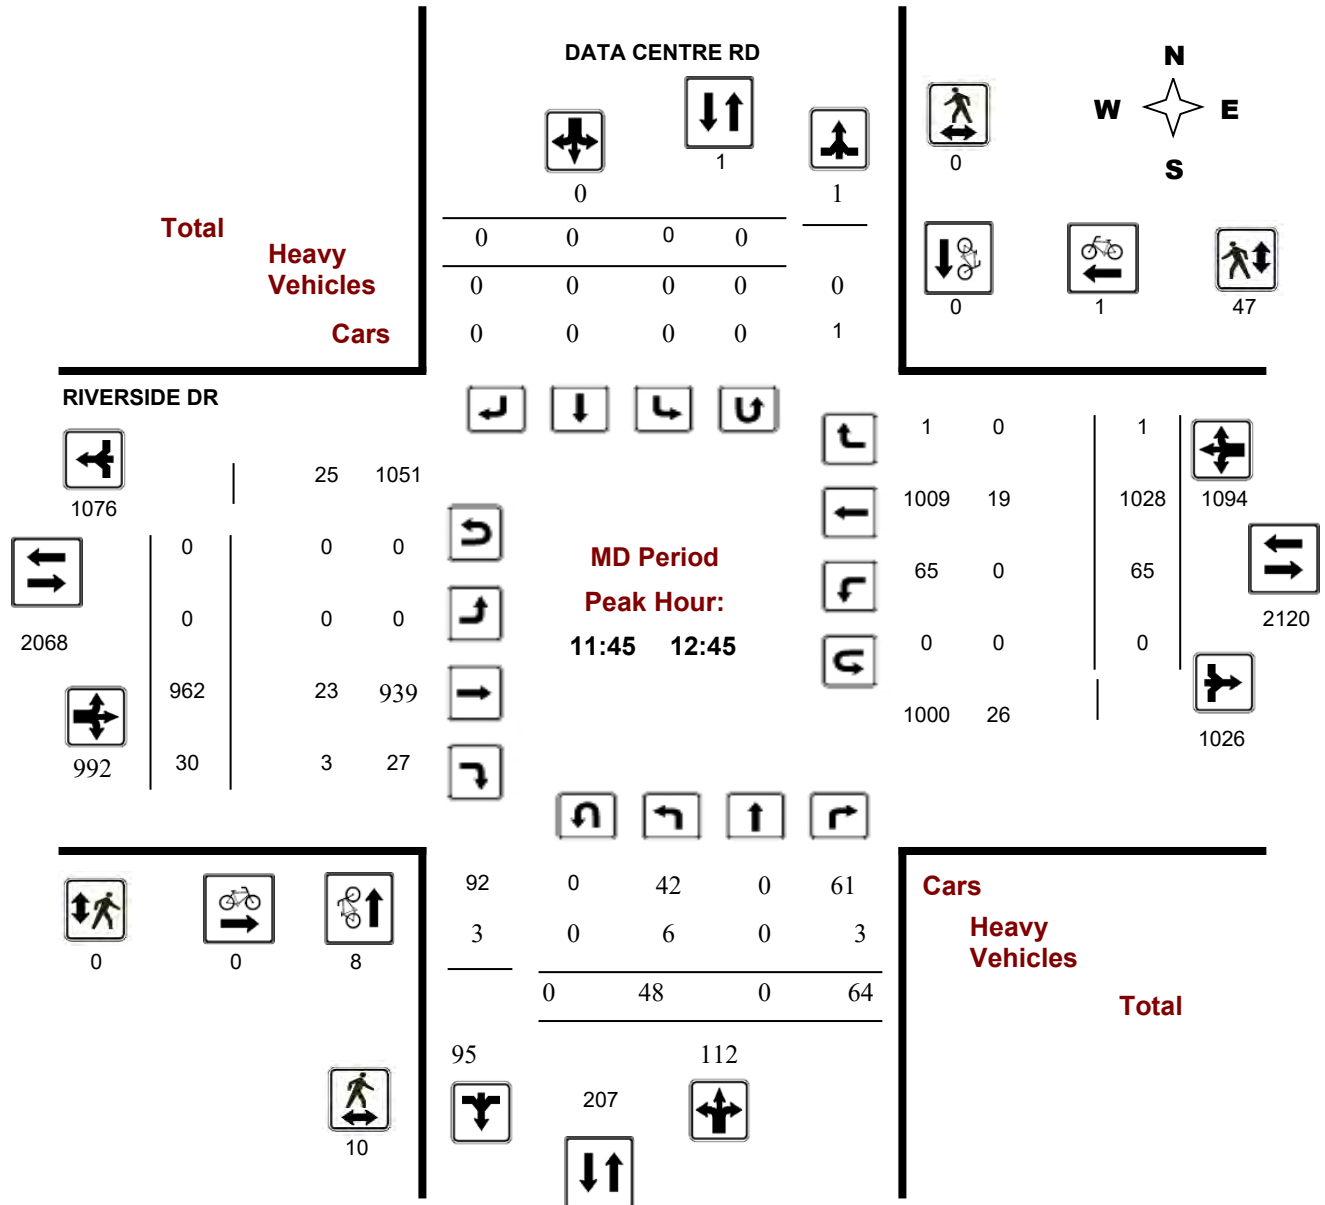 DATA CENTRE RD
N
W E
S
1
0
0 1
Total
0 0 0 0
Heavy
Vehicles
0 0 0 0 0
0 1 47
Cars
0 0 0 0 1
RIVERSIDE DR
1 0 1
25 1051
1076
1009 19 1028 1094
0 0 0
MD Period
65 0 65
Peak Hour:
0 0 0
2120
2068
11:45 12:45
0 0 0
962 23 939
1000 26
1026
992 30 3 27
92 0 42 0 61
Cars
3 0 6 0 3
Heavy
Vehicles
0 0 8
0 48 0 64
Total
95 112
207
10